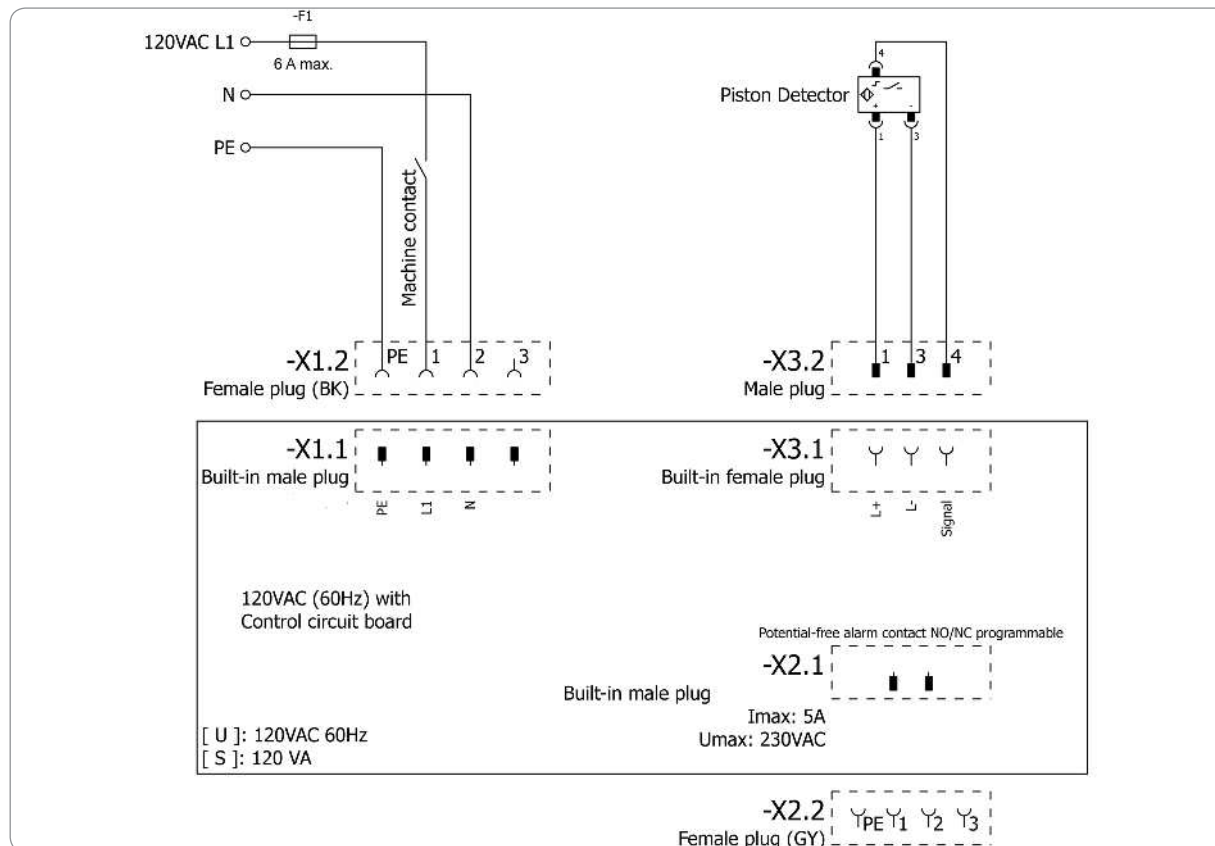 -F1
120VAC L1
6 A max.
N
PE
Machine contact
4
Piston Detector
+ -
1 3
-X1.2 PE 1 2 3
Female plug (BK)
-X3.2 1 3 4
Male plug
-X1.1
Built-in male plug
PE L1 N
-X3.1
Built-in female plug
L+ L- Signal
120VAC (60Hz) with
Control circuit board
Potential-free alarm contact NO/NC programmable
-X2.1
Built-in male plug
Imax: 5A
Umax: 230VAC
[ U ]: 120VAC 60Hz
[ S ]: 120 VA
-X2.2 PE 1 2 3
Female plug (GY)